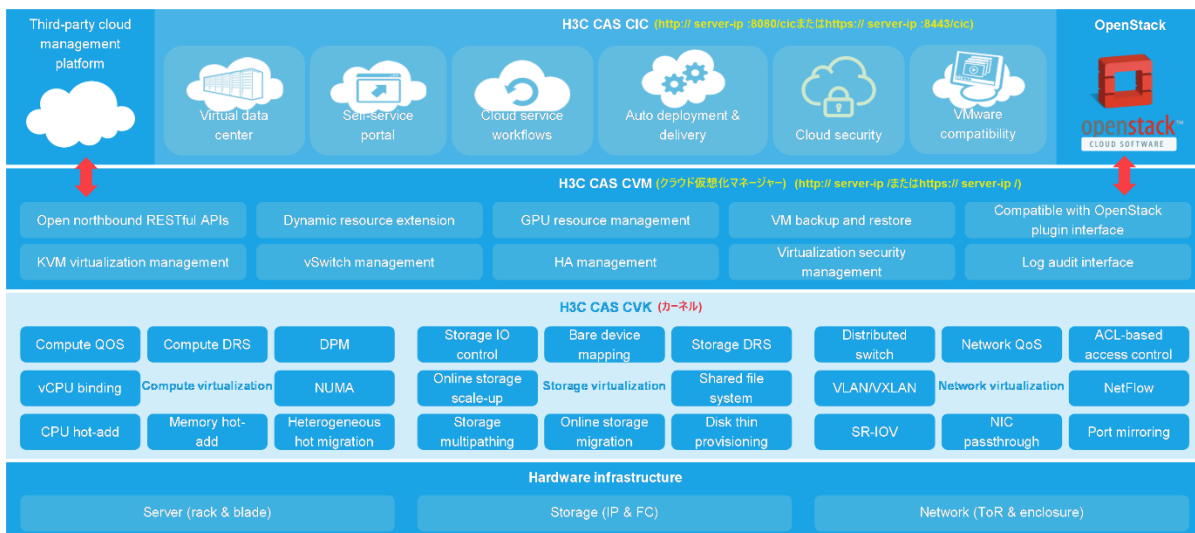 Third-party cloud
management
platform
H3C CAS CIC (http:// server-ip :8080/cicまたはhttps:// server-ip :8443/cic)
OpenStack
Virtual data
center
Self-service
portal
Cloud service
workflows
Auto deployment &
delivery
Cloud security
VMware
compatibility
openstack™
CLOUD SOFTWARE
H3C CAS CVM (クラウド仮想化マネージャー) (http:// server-ip /またはhttps:// server-ip /)
Open northbound RESTful APIs
Dynamic resource extension
GPU resource management
VM backup and restore
Compatible with OpenStack
plugin interface
KVM virtualization management
vSwitch management
HA management
Virtualization security
management
Log audit interface
H3C CAS CVK (カーネル)
Compute QOS
Compute DRS
DPM
Storage IO
control
Bare device
mapping
Storage DRS
Distributed
switch
Network QoS
ACL-based
access control
vCPU binding
Compute virtualization
NUMA
Online storage
scale-up
Storage virtualization
Shared file
system
VLAN/VXLAN
Network virtualization
NetFlow
CPU hot-add
Memory hot-
add
Heterogeneous
hot migration
Storage
multipathing
Online storage
migration
Disk thin
provisioning
SR-IOV
NIC
passthrough
Port mirroring
Hardware infrastructure
Server (rack & blade)
Storage (IP & FC)
Network (ToR & enclosure)